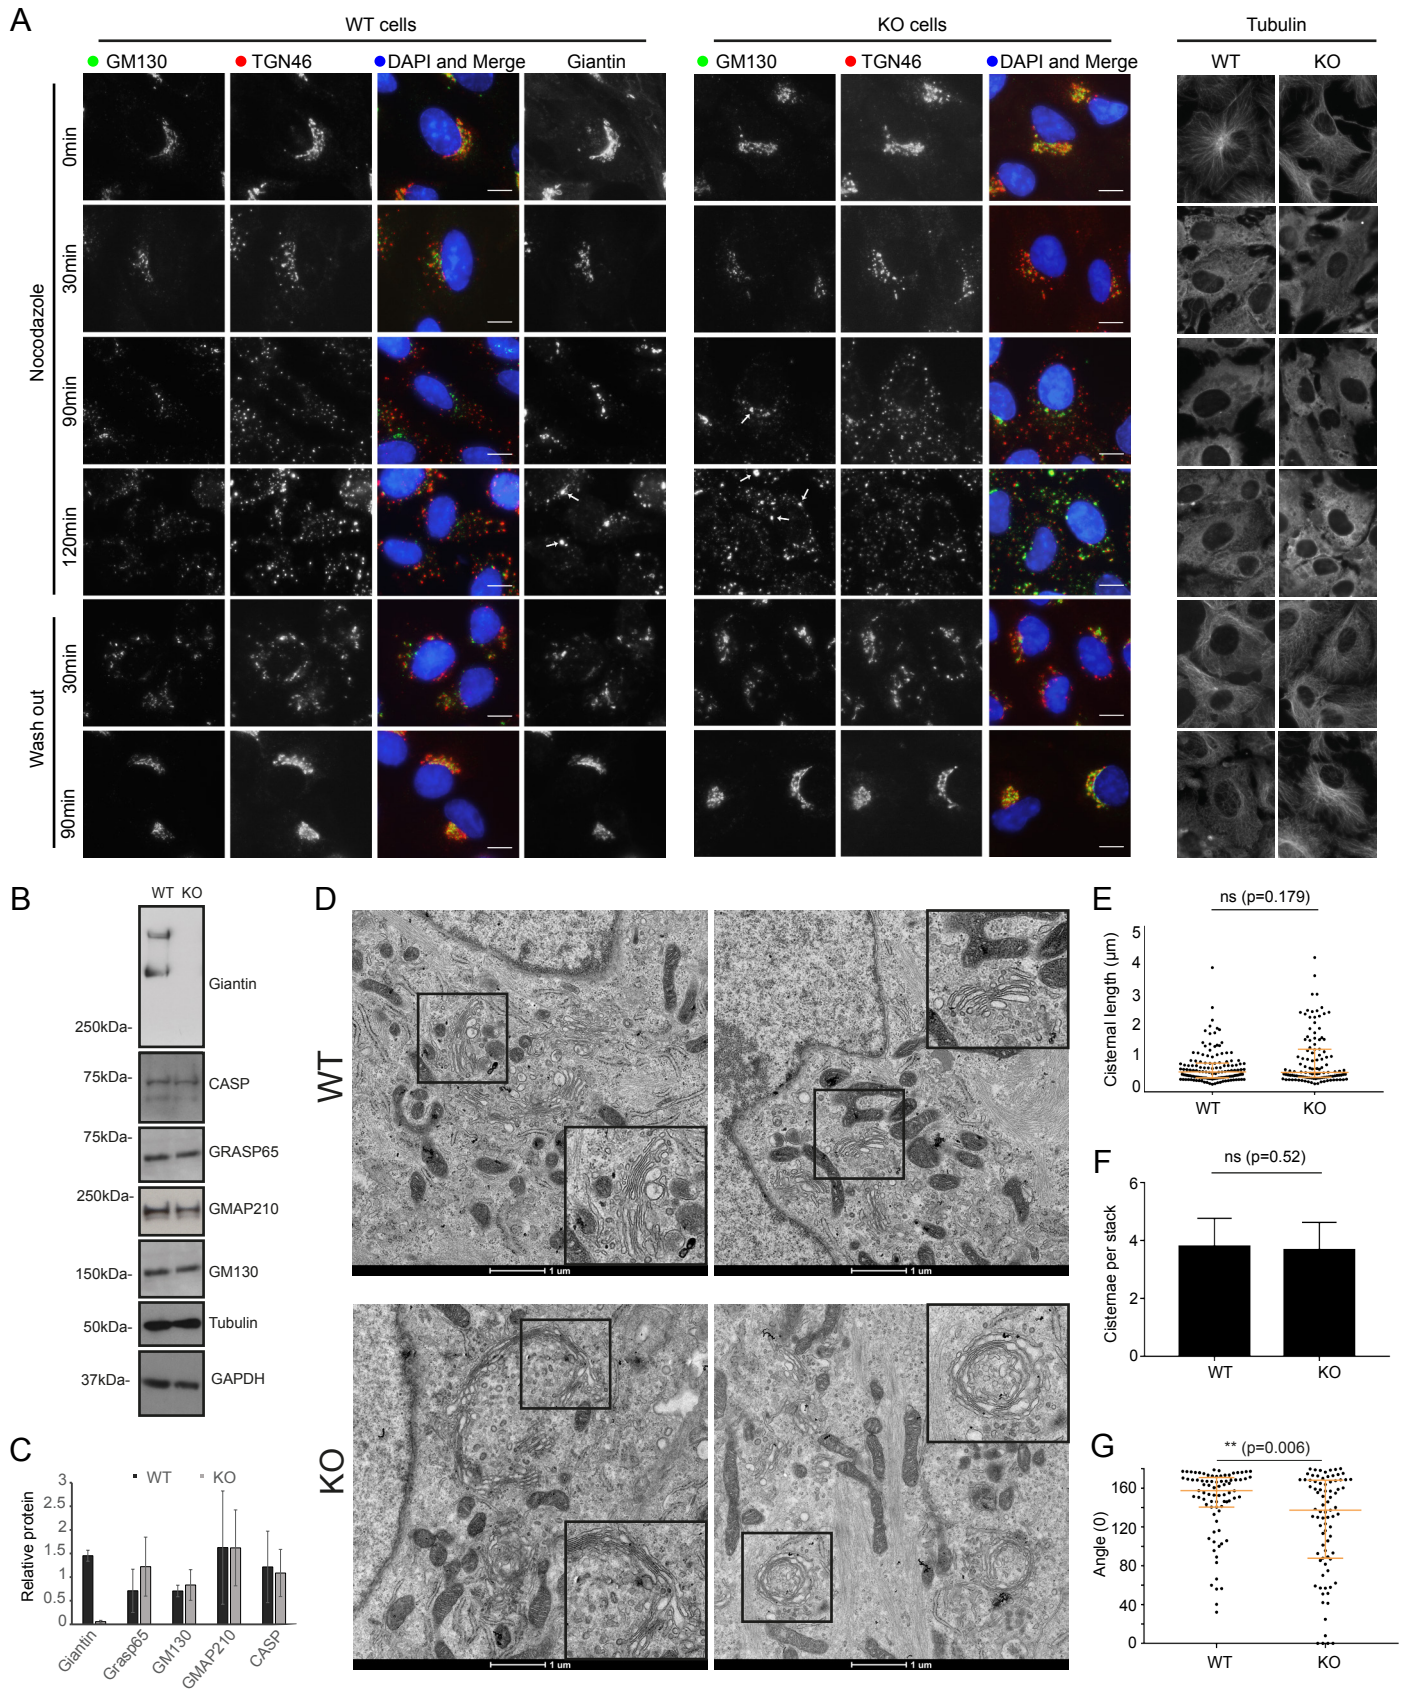 A
WT cells
KO cells
Tubulin
GM130
TGN46
DAPI and Merge
Giantin
GM130
TGN46
DAPI and Merge
WT
KO
Nocodazole
0min
30min
90min
120min
Wash out
30min
90min
B
WT KO
Giantin
250kDa-
75kDa-
CASP
75kDa-
GRASP65
250kDa-
GMAP210
150kDa-
GM130
50kDa-
Tubulin
37kDa-
GAPDH
C
WT
KO
Relative protein
3
2.5
2
1.5
1
0.5
0
Giantin
Grasp65
GM130
GMAP210
CASP
D
WT
1 um
1 um
KO
1 um
1 um
E
ns (p=0.179)
Cisternal length (μm)
5
4
3
2
1
0
WT
KO
F
ns (p=0.52)
Cisternae per stack
6
4
2
0
WT
KO
G
** (p=0.006)
Angle (0)
160
120
80
40
0
WT
KO